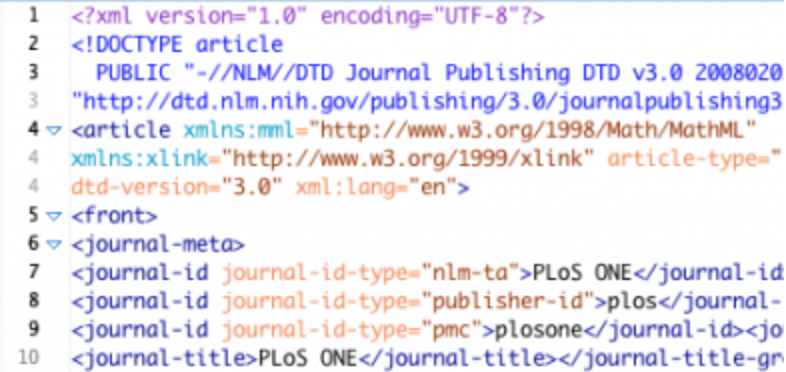 1 <?xml version="1.0" encoding="UTF-8"?>
2 <!DOCTYPE article
3 PUBLIC "-//NLM//DTD Journal Publishing DTD v3.0 2008020
3 "http://dtd.nlm.nih.gov/publishing/3.0/journalpublishing3
4 <article xmlns:mml="http://www.w3.org/1998/Math/MathML"
4 xmlns:xlink="http://www.w3.org/1999/xlink" article-type="
4 dtd-version="3.0" xml:lang="en">
5 <front>
6 <journal-meta>
7 <journal-id journal-id-type="nlm-ta">PLoS ONE</journal-id
8 <journal-id journal-id-type="publisher-id">plos</journal-
9 <journal-id journal-id-type="pmc">plosone</journal-id><jo
10 <journal-title>PLoS ONE</journal-title></journal-title-gr